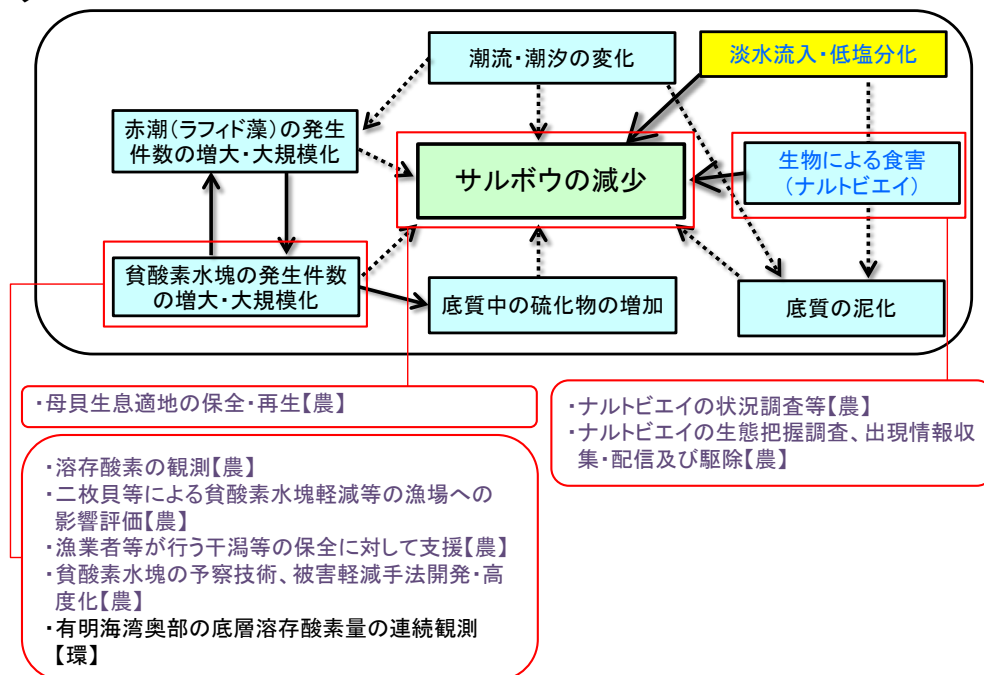 潮流・潮汐の変化
淡水流入・低塩分化
赤潮(ラフィド藻)の発生
件数の増大・大規模化
サルボウの減少
生物による食害
(ナルトビエイ)
貧酸素水塊の発生件数
の増大・大規模化
底質中の硫化物の増加
底質の泥化
・母貝生息適地の保全・再生【農】
・ナルトビエイの状況調査等【農】
・ナルトビエイの生態把握調査、出現情報収
集・配信及び駆除【農】
・溶存酸素の観測【農】
・二枚貝等による貧酸素水塊軽減等の漁場への
影響評価【農】
・漁業者等が行う干潟等の保全に対して支援【農】
・貧酸素水塊の予察技術、被害軽減手法開発・高
度化【農】
・有明海湾奥部の底層溶存酸素量の連続観測
【環】